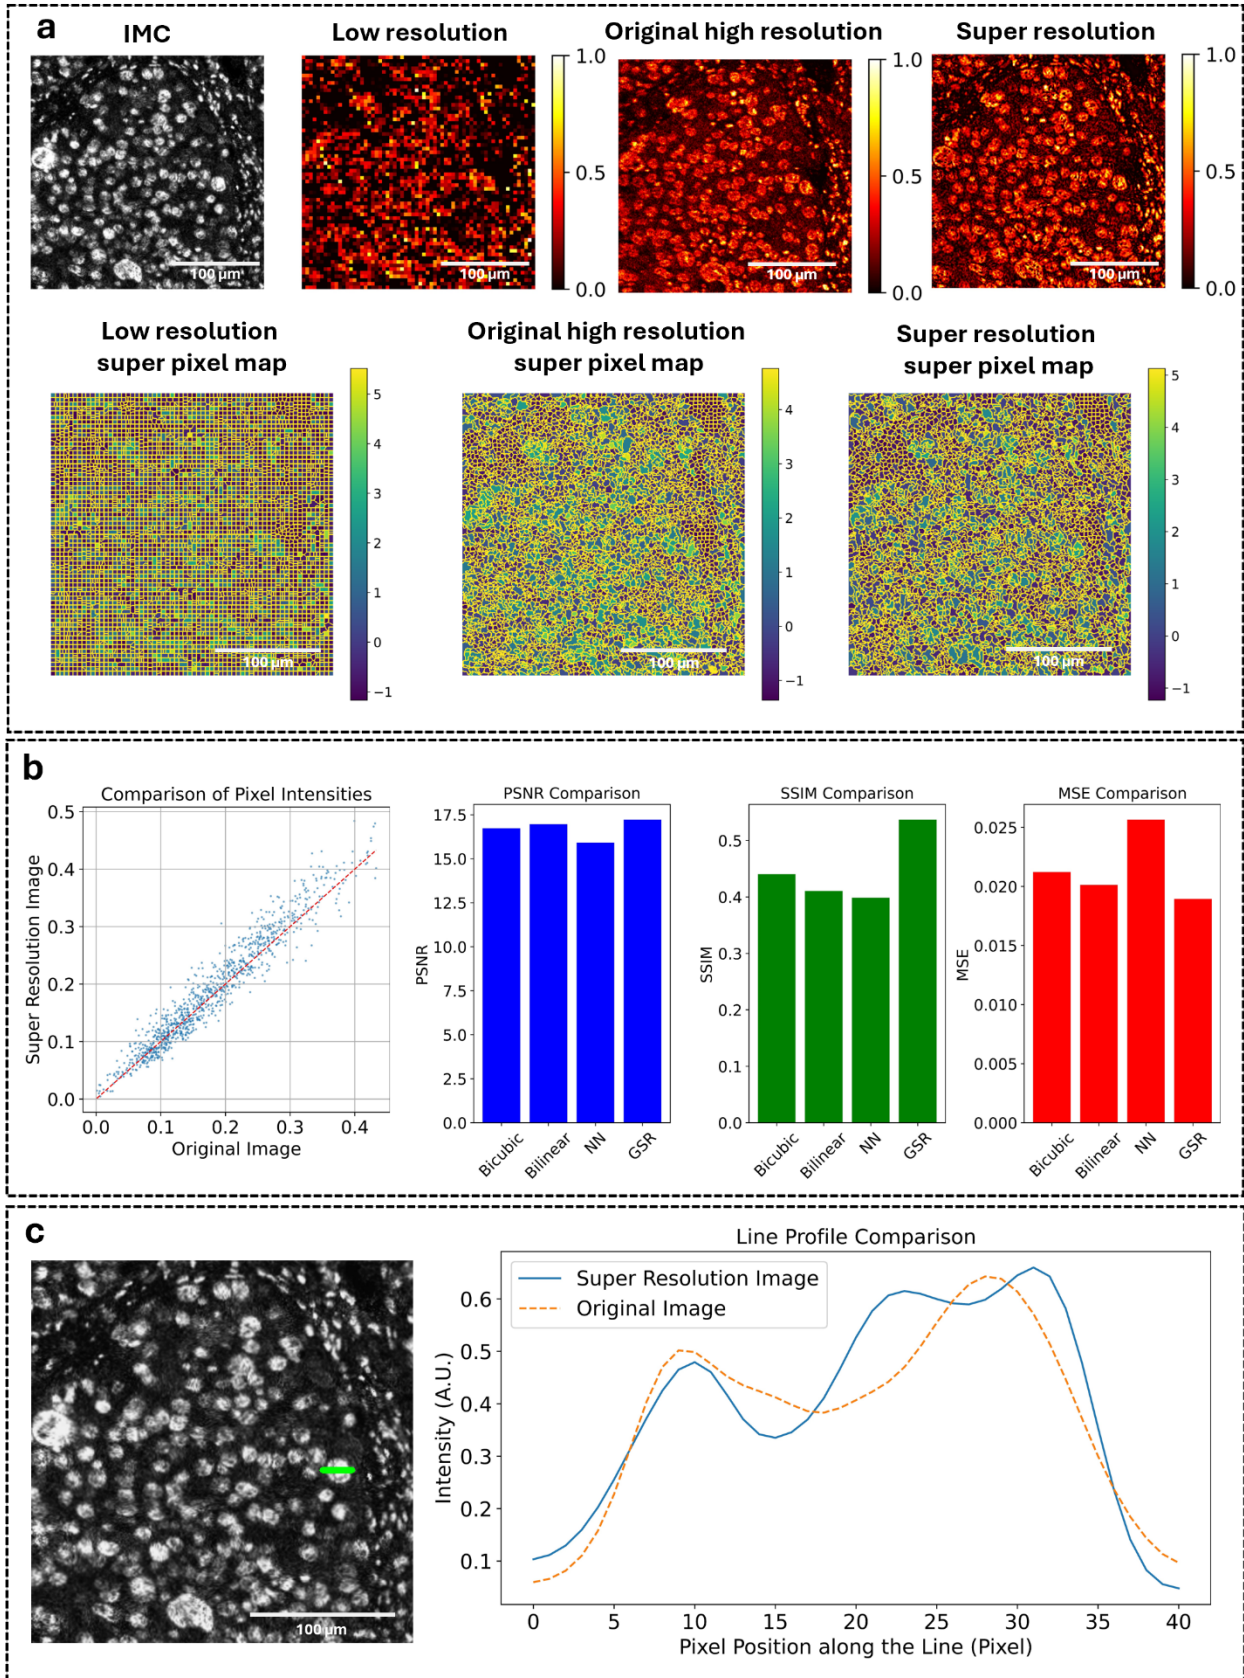 a
IMC
Low resolution
Original high resolution
Super resolution
1.0
0.5
0.0
1.0
0.5
0.0
1.0
0.5
0.0
100 µm
100 µm
100 µm
100 µm
Low resolution
super pixel map
Original high resolution
super pixel map
Super resolution
super pixel map
5
4
3
2
1
0
−1
4
3
2
1
0
−1
5
4
3
2
1
0
−1
100 µm
100 µm
100 µm
b
Comparison of Pixel Intensities
Super Resolution Image
0.5
0.4
0.3
0.2
0.1
0.0
0.0 0.1 0.2 0.3 0.4
Original Image
PSNR Comparison
PSNR
17.5
15.0
12.5
10.0
7.5
5.0
2.5
0.0
Bicubic Bilinear NN GSR
SSIM Comparison
SSIM
0.5
0.4
0.3
0.2
0.1
0.0
Bicubic Bilinear NN GSR
MSE Comparison
MSE
0.025
0.020
0.015
0.010
0.005
0.000
Bicubic Bilinear NN GSR
c
100 µm
Line Profile Comparison
Super Resolution Image
Original Image
Intensity (A.U.)
0.6
0.5
0.4
0.3
0.2
0.1
0 5 10 15 20 25 30 35 40
Pixel Position along the Line (Pixel)